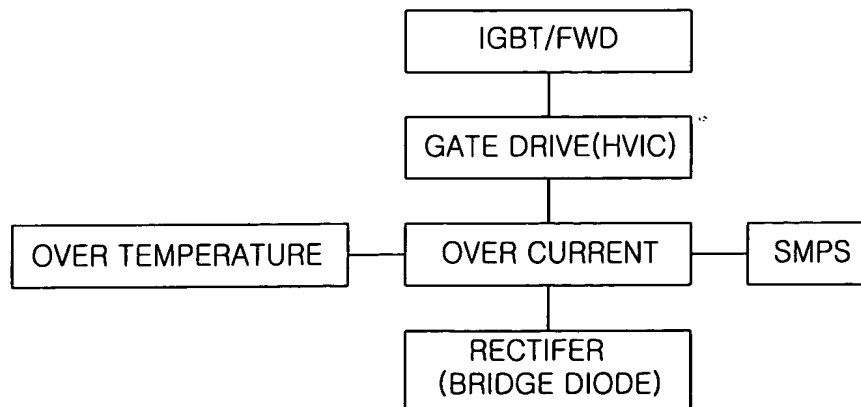 IGBT/FWD
GATE DRIVE(HVIC)
OVER TEMPERATURE
OVER CURRENT
SMPS
RECTIFER
(BRIDGE DIODE)